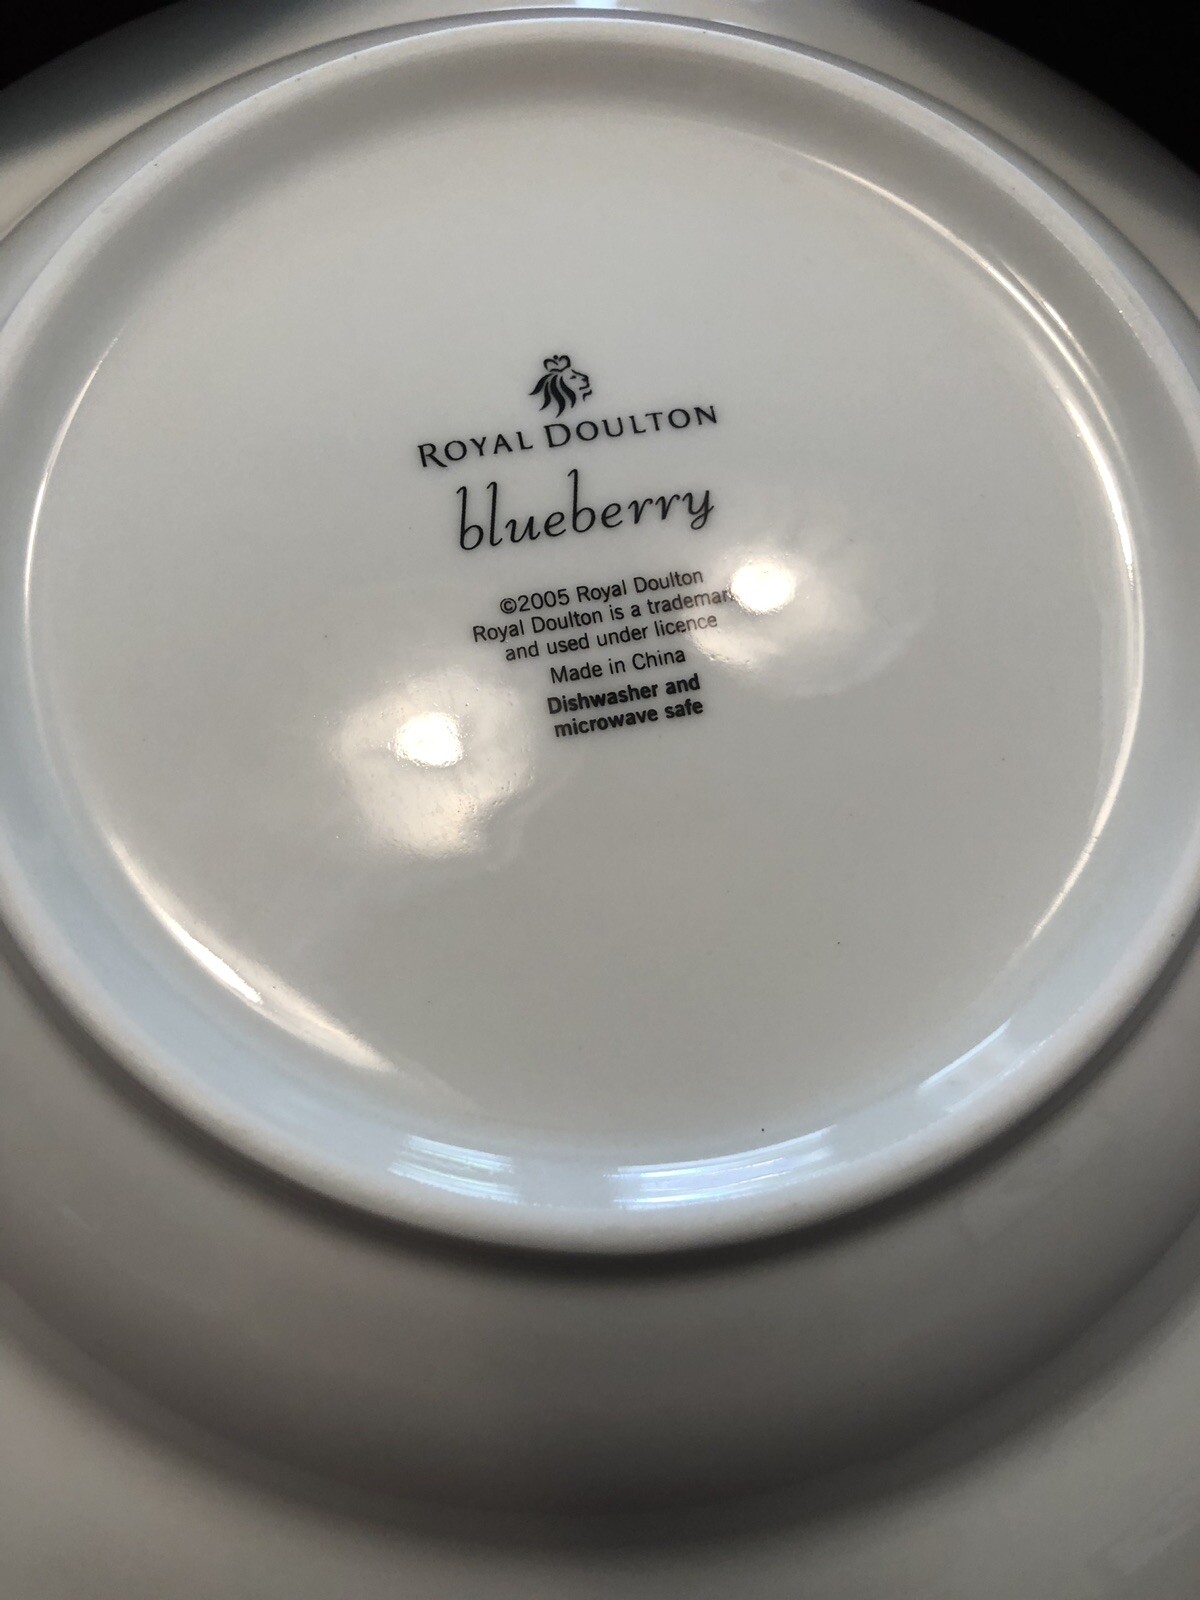 ROYAL DOULTON
blueberry
©2005 Royal Doulton
Royal Doulton is a trademark
and used under licence
Made in China
Dishwasher and
microwave safe